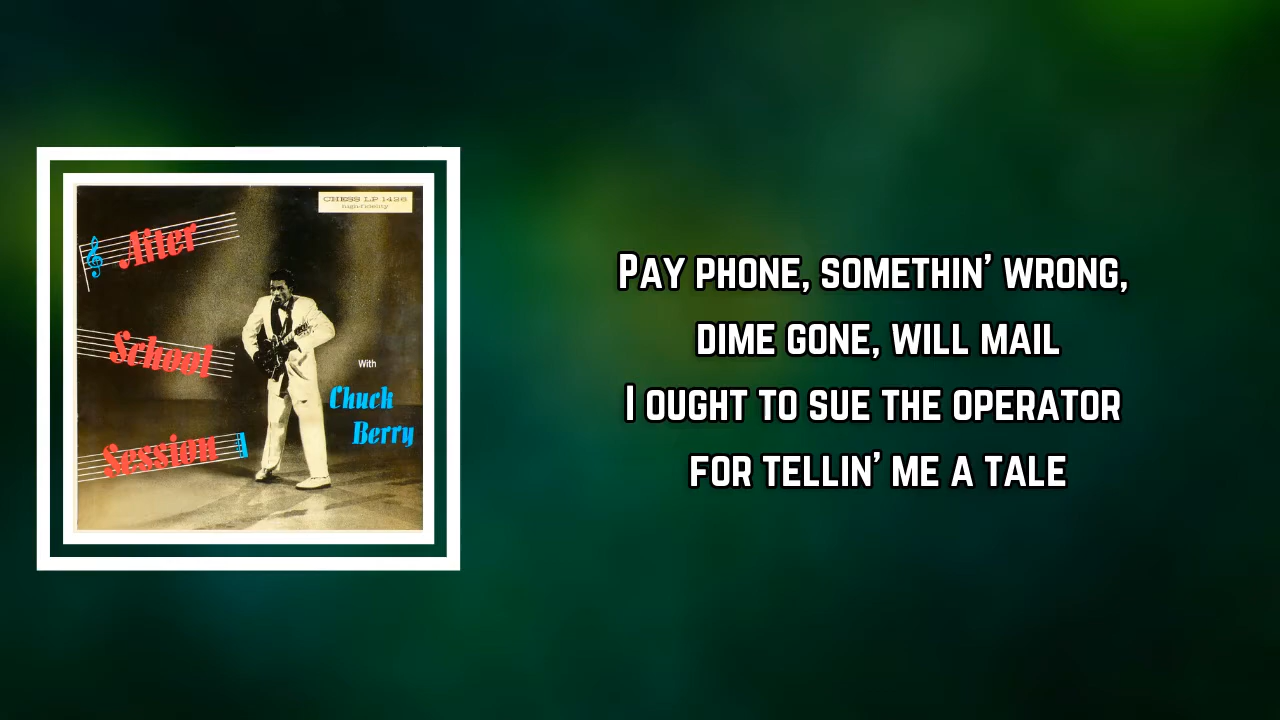 CHESS LP 1426
high-fidelity
After
School
Session
With
Chuck
Berry
PAY PHONE, SOMETHIN' WRONG,
DIME GONE, WILL MAIL
I OUGHT TO SUE THE OPERATOR
FOR TELLIN' ME A TALE